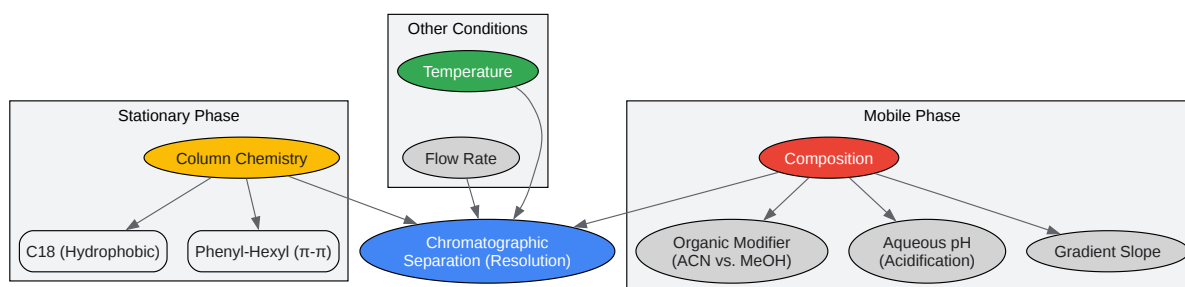 Other Conditions
Temperature
Flow Rate
Stationary Phase
Column Chemistry
C18 (Hydrophobic)
Phenyl-Hexyl (π-π)
Chromatographic
Separation (Resolution)
Mobile Phase
Composition
Organic Modifier
(ACN vs. MeOH)
Aqueous pH
(Acidification)
Gradient Slope